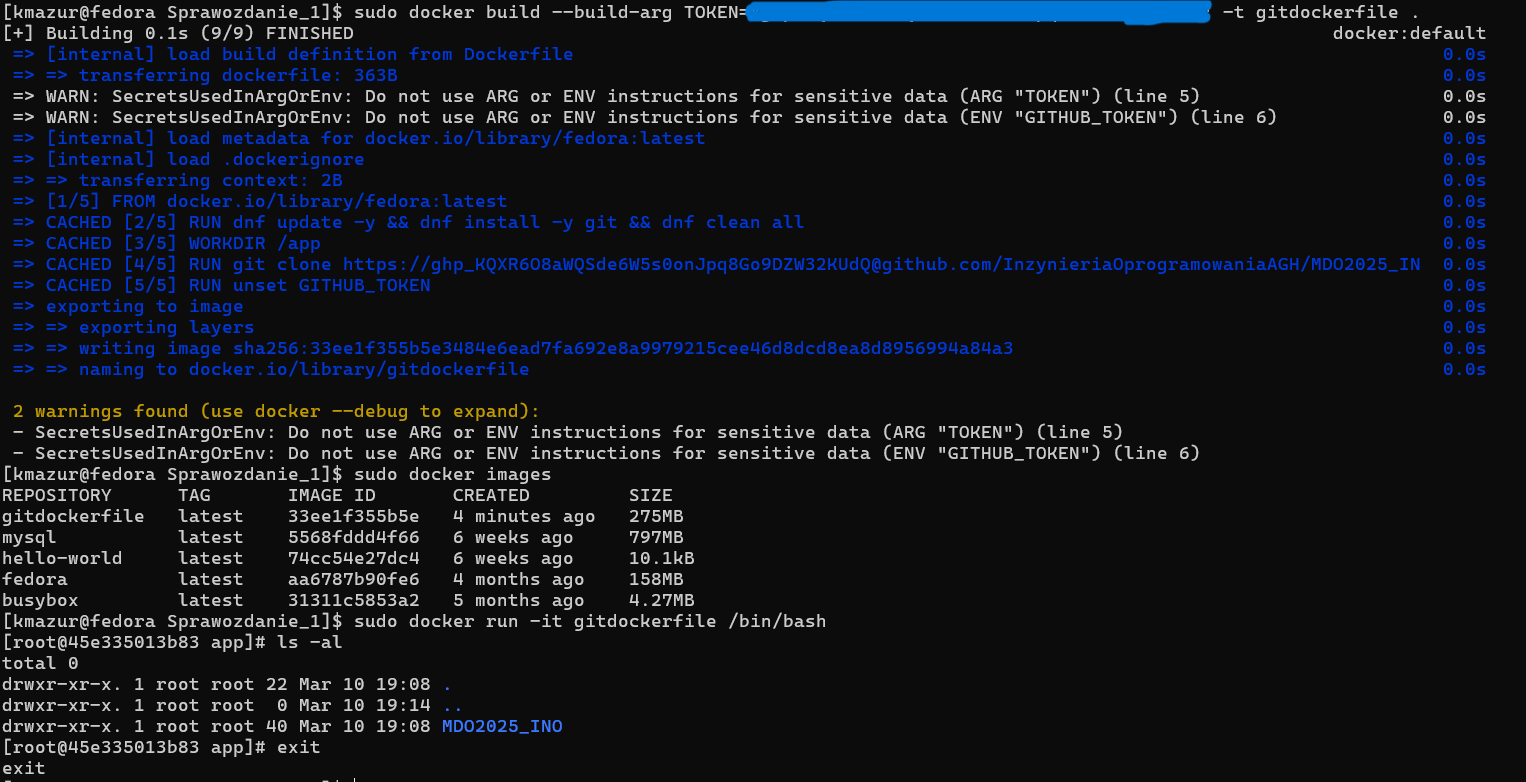 [kmazur@fedora Sprawozdanie_1]$ sudo docker build --build-arg TOKEN= -t gitdockerfile .
[+] Building 0.1s (9/9) FINISHED docker:default
=> [internal] load build definition from Dockerfile 0.0s
=> => transferring dockerfile: 363B 0.0s
=> WARN: SecretsUsedInArgOrEnv: Do not use ARG or ENV instructions for sensitive data (ARG "TOKEN") (line 5) 0.0s
=> WARN: SecretsUsedInArgOrEnv: Do not use ARG or ENV instructions for sensitive data (ENV "GITHUB_TOKEN") (line 6) 0.0s
=> [internal] load metadata for docker.io/library/fedora:latest 0.0s
=> [internal] load .dockerignore 0.0s
=> => transferring context: 2B 0.0s
=> [1/5] FROM docker.io/library/fedora:latest 0.0s
=> CACHED [2/5] RUN dnf update -y && dnf install -y git && dnf clean all 0.0s
=> CACHED [3/5] WORKDIR /app 0.0s
=> CACHED [4/5] RUN git clone https://[access token withheld]@github.com/InzynieriaOprogramowaniaAGH/MDO2025_IN 0.0s
=> CACHED [5/5] RUN unset GITHUB_TOKEN 0.0s
=> exporting to image 0.0s
=> => exporting layers 0.0s
=> => writing image sha256:33ee1f355b5e3484e6ead7fa692e8a9979215cee46d8dcd8ea8d8956994a84a3 0.0s
=> => naming to docker.io/library/gitdockerfile 0.0s
2 warnings found (use docker --debug to expand):
- SecretsUsedInArgOrEnv: Do not use ARG or ENV instructions for sensitive data (ARG "TOKEN") (line 5)
- SecretsUsedInArgOrEnv: Do not use ARG or ENV instructions for sensitive data (ENV "GITHUB_TOKEN") (line 6)
[kmazur@fedora Sprawozdanie_1]$ sudo docker images
REPOSITORY TAG IMAGE ID CREATED SIZE
gitdockerfile latest 33ee1f355b5e 4 minutes ago 275MB
mysql latest 5568fddd4f66 6 weeks ago 797MB
hello-world latest 74cc54e27dc4 6 weeks ago 10.1kB
fedora latest aa6787b90fe6 4 months ago 158MB
busybox latest 31311c5853a2 5 months ago 4.27MB
[kmazur@fedora Sprawozdanie_1]$ sudo docker run -it gitdockerfile /bin/bash
[root@45e335013b83 app]# ls -al
total 0
drwxr-xr-x. 1 root root 22 Mar 10 19:08 .
drwxr-xr-x. 1 root root 0 Mar 10 19:14 ..
drwxr-xr-x. 1 root root 40 Mar 10 19:08 MDO2025_INO
[root@45e335013b83 app]# exit
exit